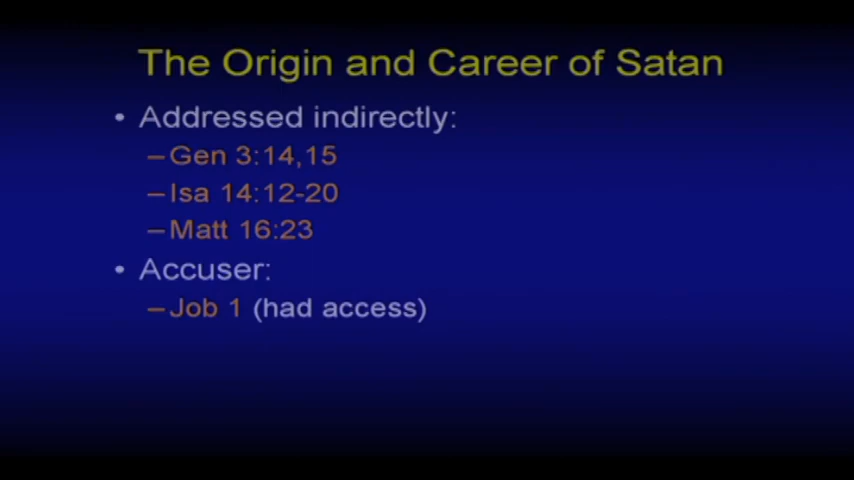 The Origin and Career of Satan
• Addressed indirectly:
–Gen 3:14,15
–Isa 14:12-20
–Matt 16:23
• Accuser:
–Job 1 (had access)